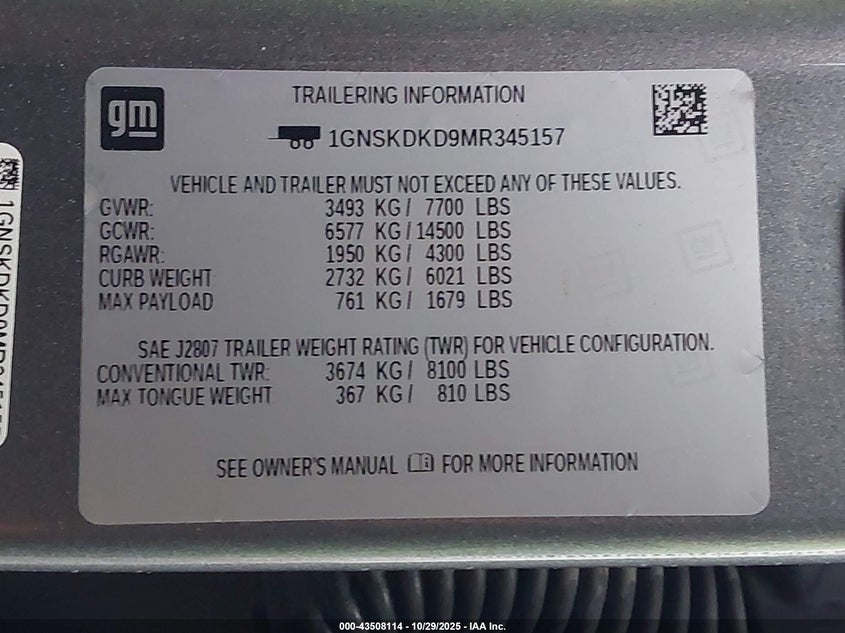 gm
TRAILERING INFORMATION
1GNSKDKD9MR345157
VEHICLE AND TRAILER MUST NOT EXCEED ANY OF THESE VALUES.
GVWR: 3493 KG / 7700 LBS
GCWR: 6577 KG / 14500 LBS
RGAWR: 1950 KG / 4300 LBS
CURB WEIGHT 2732 KG / 6021 LBS
MAX PAYLOAD 761 KG / 1679 LBS
SAE J2807 TRAILER WEIGHT RATING (TWR) FOR VEHICLE CONFIGURATION.
CONVENTIONAL TWR: 3674 KG / 8100 LBS
MAX TONGUE WEIGHT 367 KG / 810 LBS
SEE OWNER'S MANUAL FOR MORE INFORMATION
000-43508114 - 10/29/2025 - IAA Inc.